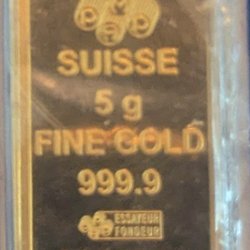 SUISSE
5 g
FINE GOLD
999.9
ESSAYEUR
FONDEUR